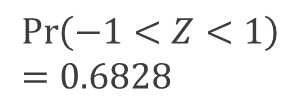 Pr(−1 < Z < 1)
= 0.6828